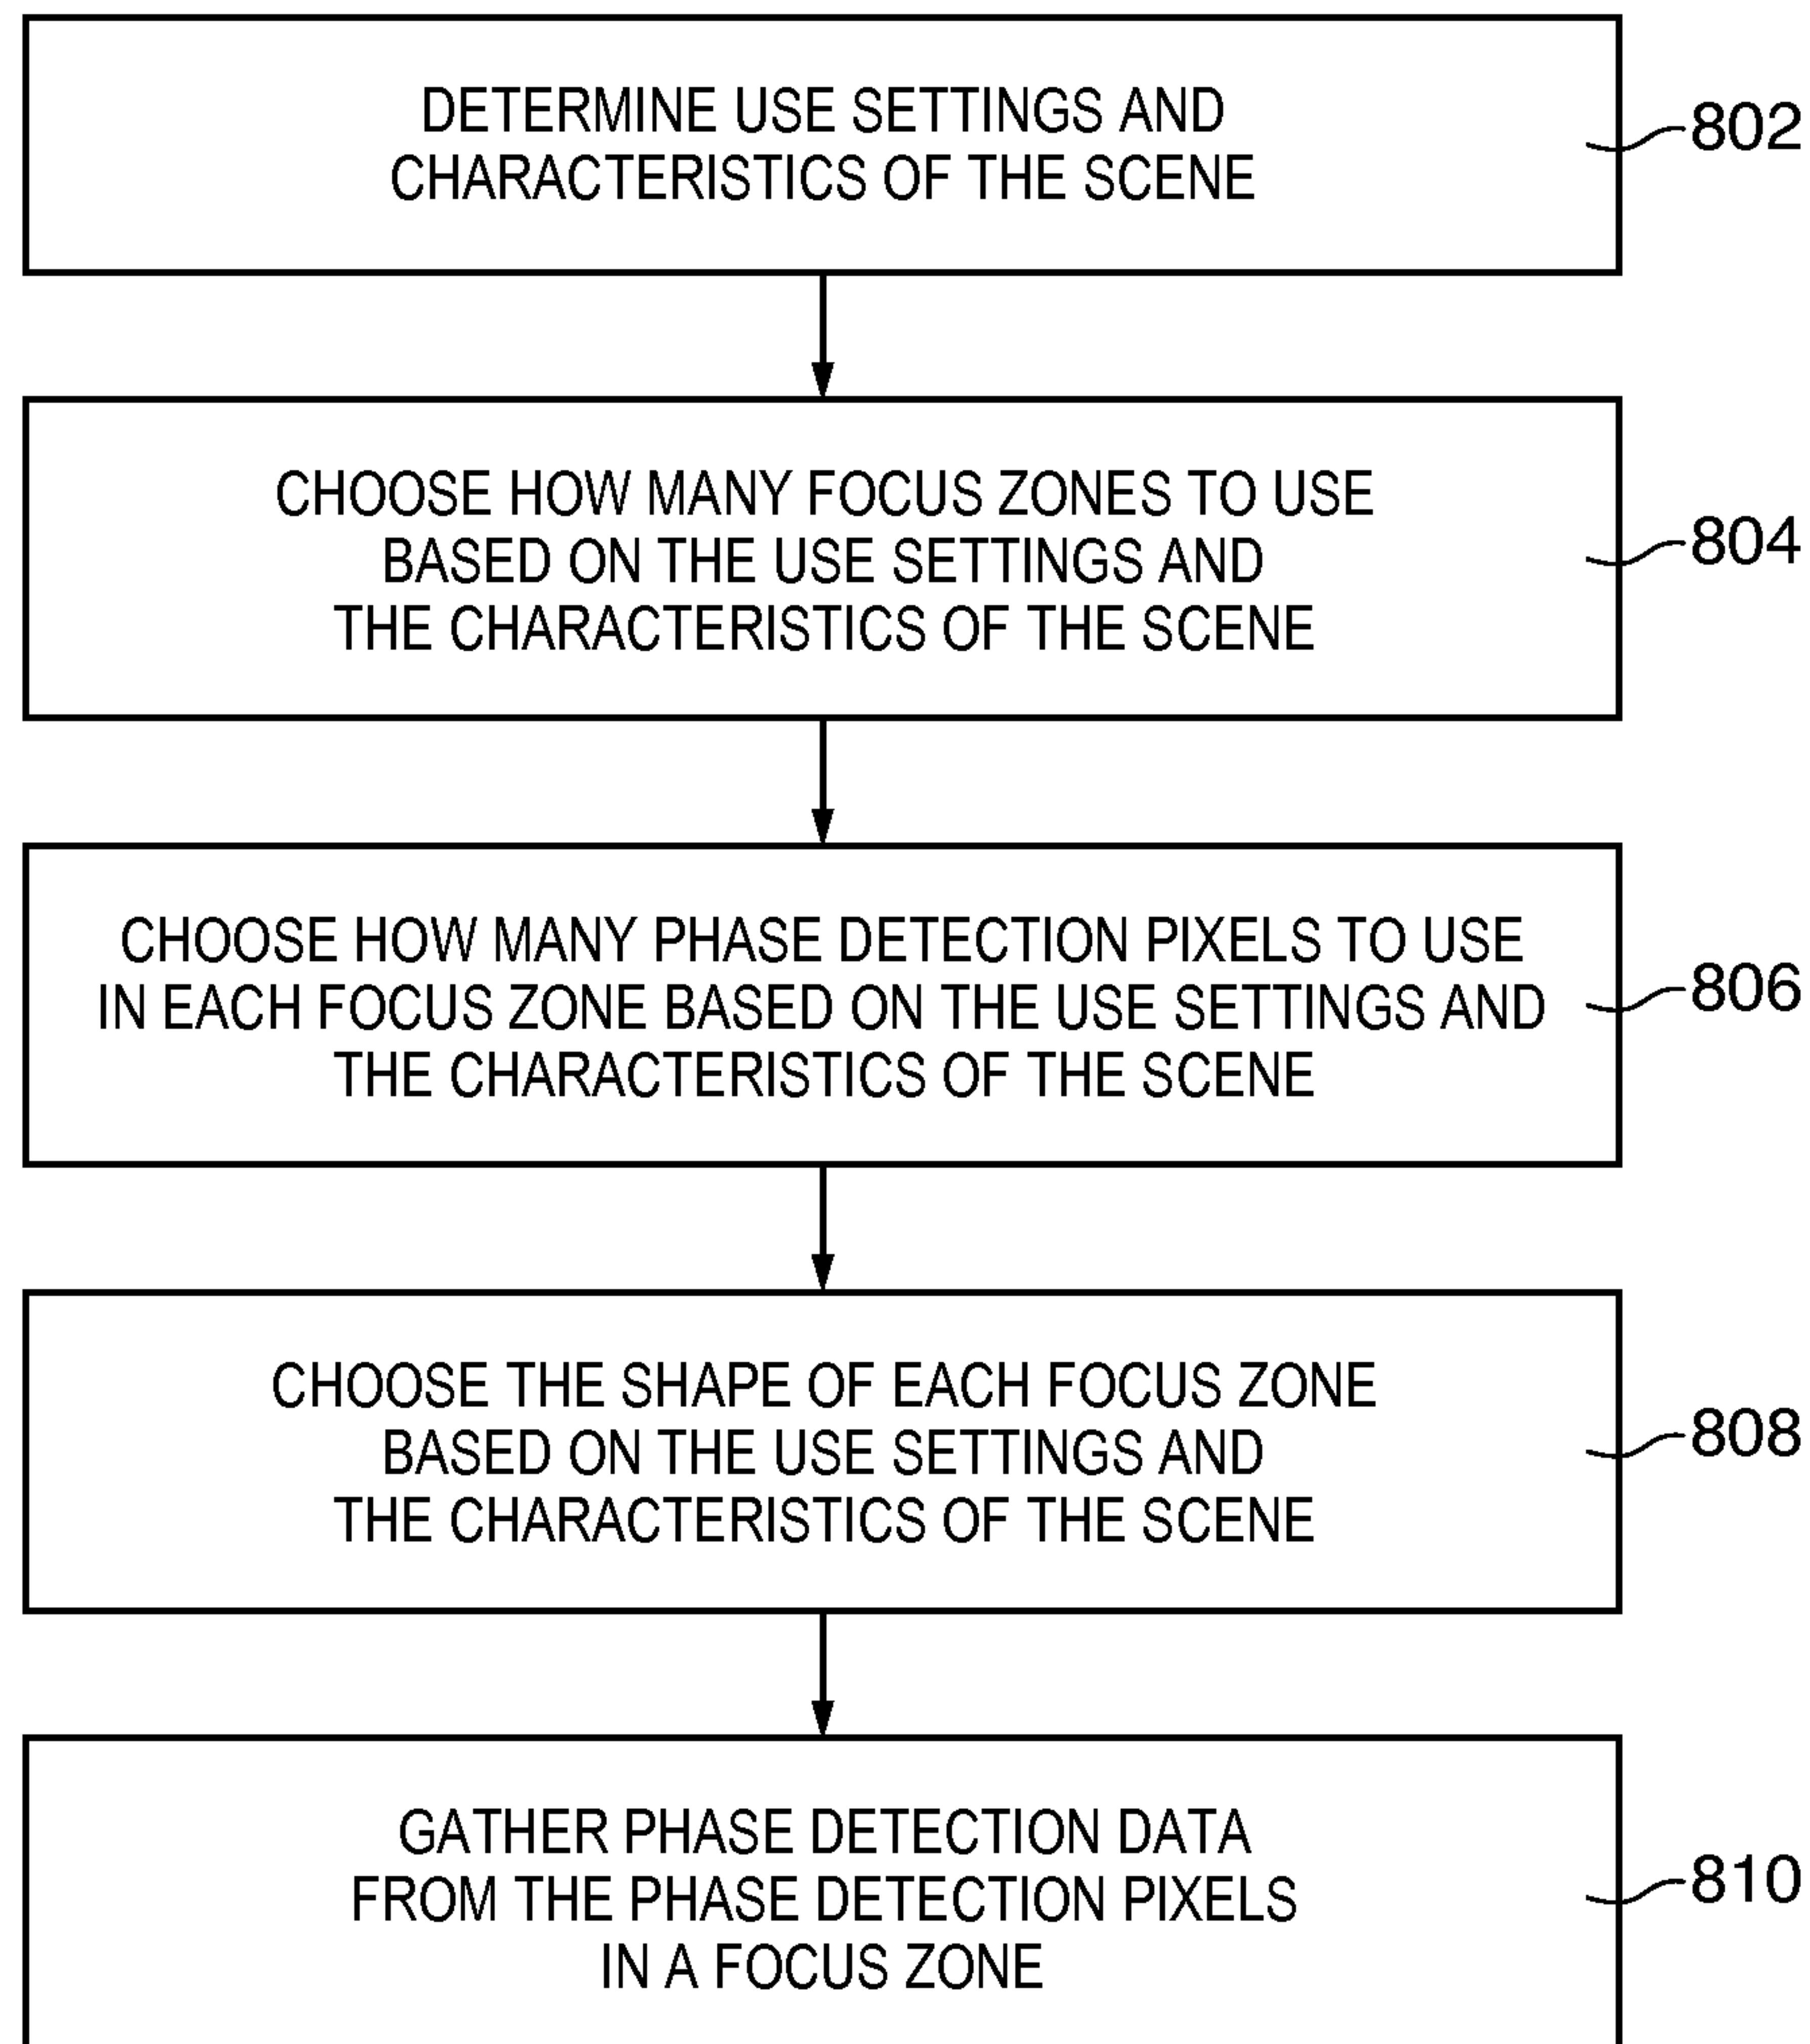 DETERMINE USE SETTINGS AND
CHARACTERISTICS OF THE SCENE
802
CHOOSE HOW MANY FOCUS ZONES TO USE
BASED ON THE USE SETTINGS AND
THE CHARACTERISTICS OF THE SCENE
804
CHOOSE HOW MANY PHASE DETECTION PIXELS TO USE
IN EACH FOCUS ZONE BASED ON THE USE SETTINGS AND
THE CHARACTERISTICS OF THE SCENE
806
CHOOSE THE SHAPE OF EACH FOCUS ZONE
BASED ON THE USE SETTINGS AND
THE CHARACTERISTICS OF THE SCENE
808
GATHER PHASE DETECTION DATA
FROM THE PHASE DETECTION PIXELS
IN A FOCUS ZONE
810